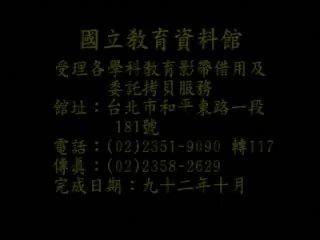 國立教育資料館
受理各學科教育影帶借用及
委託拷貝服務
館址：台北市和平東路一段
181號
電話：(02)2351-9090 轉117
傳真：(02)2358-2629
完成日期：九十二年十月